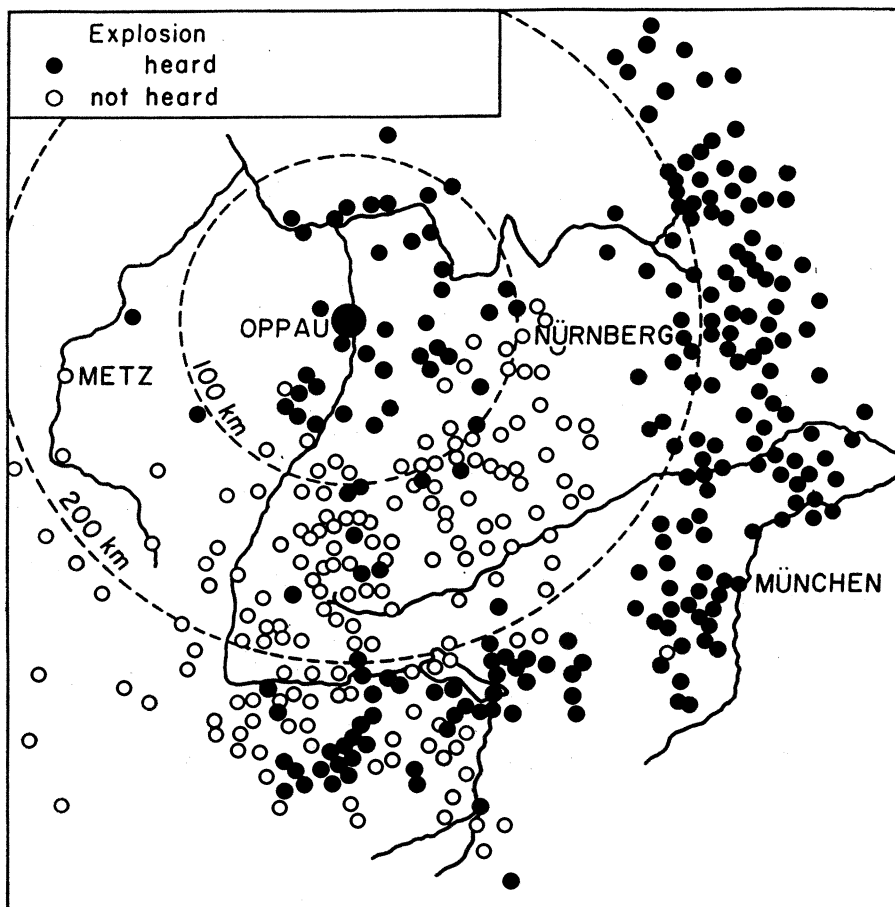 Explosion
heard
not heard
OPPAU
NÜRNBERG
METZ
100 km
200 km
MÜNCHEN